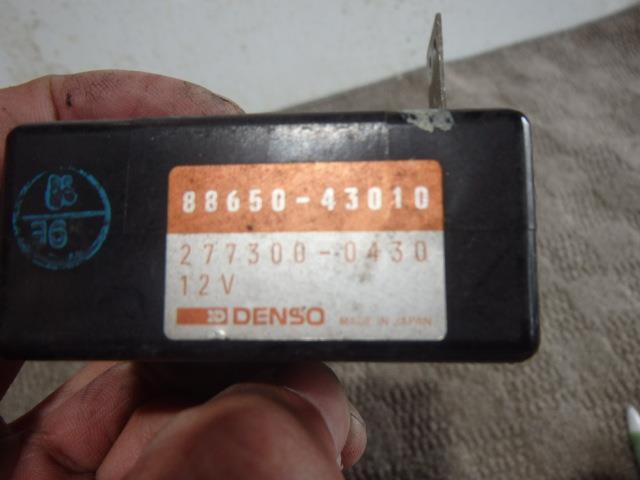 88650-43010
277300-0430
12V
DENSO MADE IN JAPAN